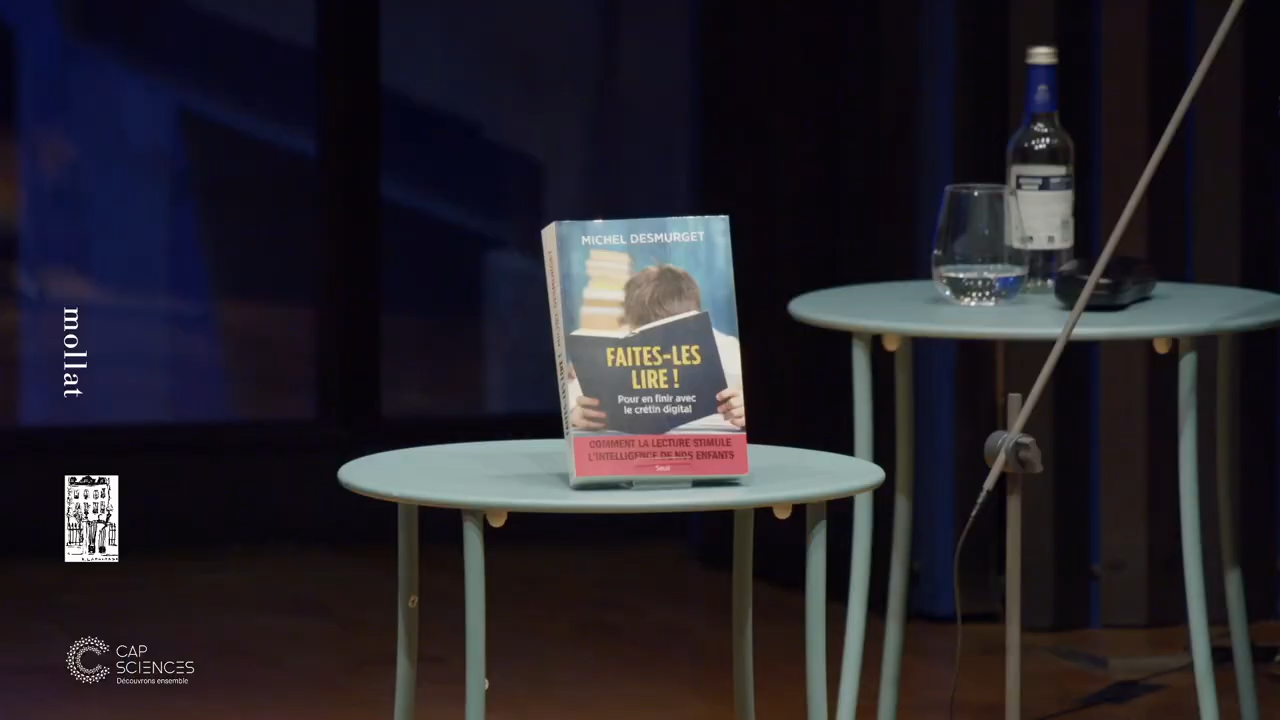 MICHEL DESMURGET
FAITES-LES
LIRE !
Pour en finir avec
le crétin digital
COMMENT LA LECTURE STIMULE
L'INTELLIGENCE DE NOS ENFANTS
Seuil
mollat
CAP
SCIENCES
Découvrons ensemble